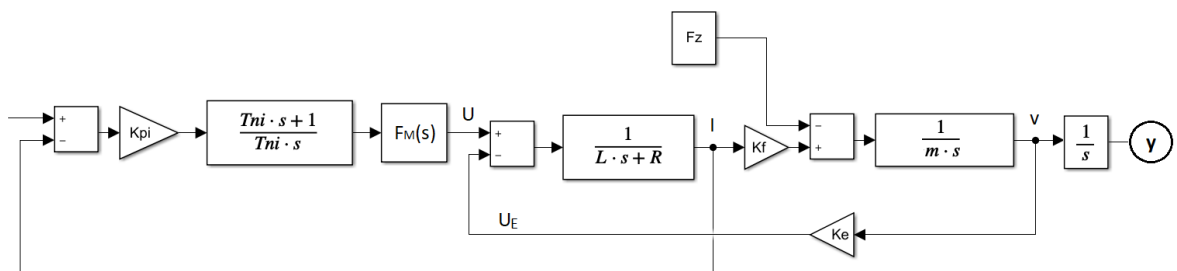 Fz
+
−
Kpi
Tni · s + 1
Tni · s
FM(s)
U
+
−
1
L · s + R
I
Kf
−
+
1
m · s
v
1
s
y
UE
Ke